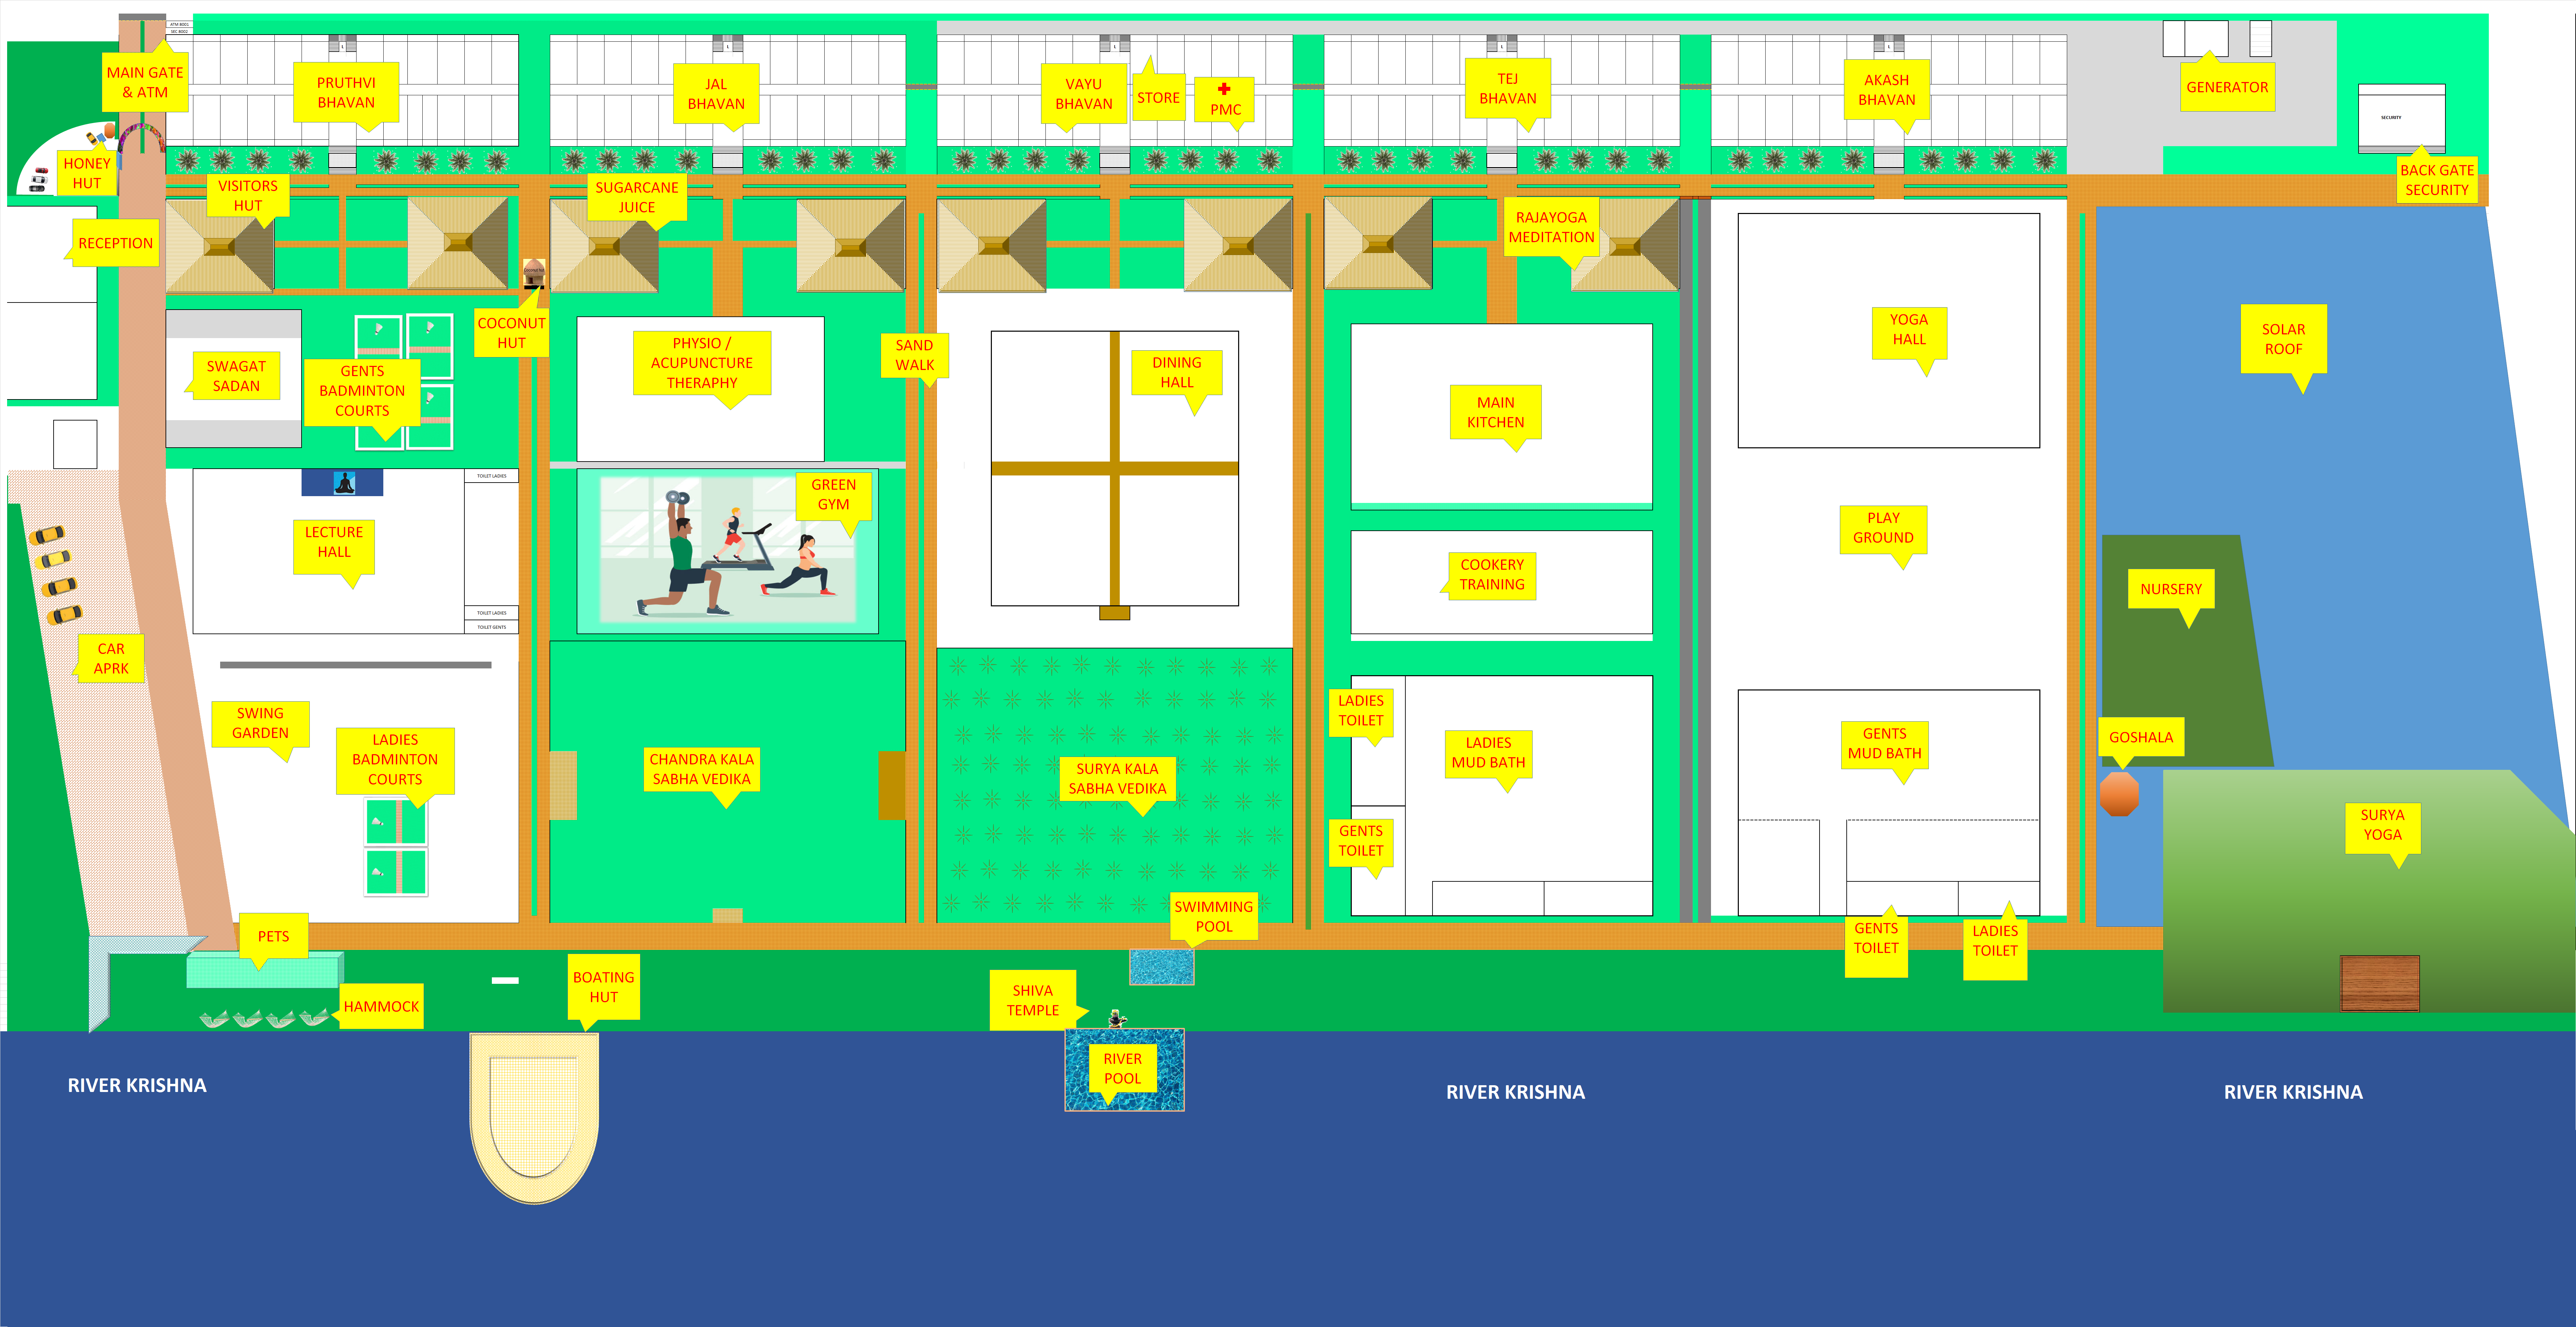 ATM B001
SEC B002
MAIN GATE
& ATM
PRUTHVI
BHAVAN
L
JAL
BHAVAN
L
VAYU
BHAVAN
L
STORE
PMC
TEJ
BHAVAN
L
AKASH
BHAVAN
L
GENERATOR
SECURITY
BACK GATE
SECURITY
HONEY
HUT
VISITORS
HUT
SUGARCANE
JUICE
RAJAYOGA
MEDITATION
RECEPTION
COCONUT
HUT
SWAGAT
SADAN
GENTS
BADMINTON
COURTS
PHYSIO /
ACUPUNCTURE
THERAPHY
SAND
WALK
DINING
HALL
MAIN
KITCHEN
YOGA
HALL
SOLAR
ROOF
TOILET LADIES
LECTURE
HALL
TOILET LADIES
TOILET GENTS
GREEN
GYM
COOKERY
TRAINING
PLAY
GROUND
NURSERY
CAR
APRK
SWING
GARDEN
LADIES
BADMINTON
COURTS
CHANDRA KALA
SABHA VEDIKA
SURYA KALA
SABHA VEDIKA
LADIES
TOILET
GENTS
TOILET
LADIES
MUD BATH
GENTS
MUD BATH
GOSHALA
SURYA
YOGA
PETS
HAMMOCK
BOATING
HUT
SWIMMING
POOL
SHIVA
TEMPLE
RIVER
POOL
GENTS
TOILET
LADIES
TOILET
RIVER KRISHNA
RIVER KRISHNA
RIVER KRISHNA